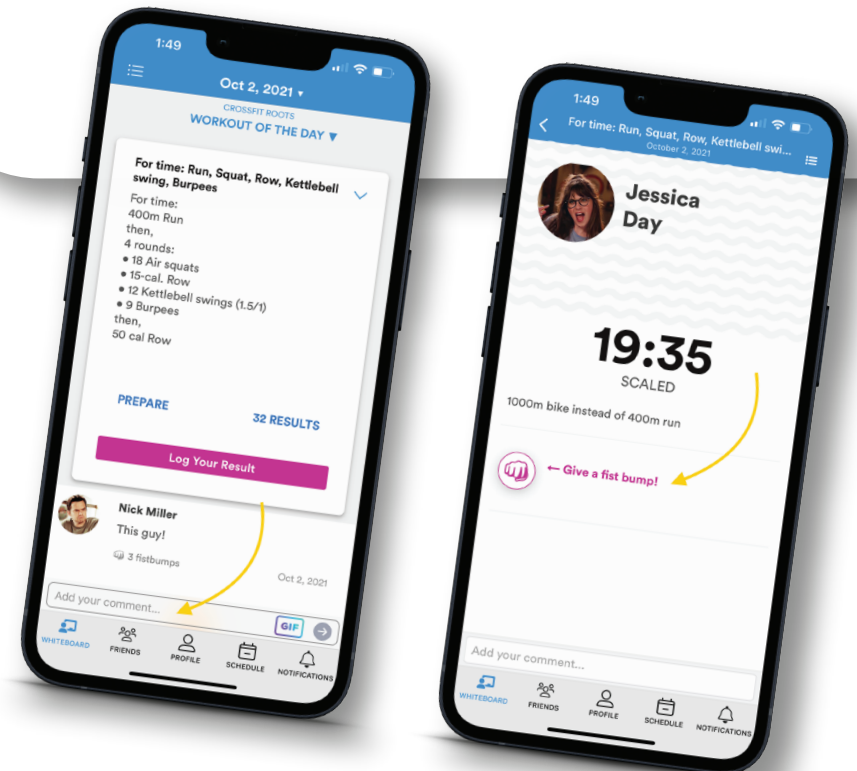 1:49
Oct 2, 2021 ▾
CROSSFIT ROOTS
WORKOUT OF THE DAY ▼
For time: Run, Squat, Row, Kettlebell
swing, Burpees
For time:
400m Run
then,
4 rounds:
• 18 Air squats
• 15-cal. Row
• 12 Kettlebell swings (1.5/1)
• 9 Burpees
then,
50 cal Row
PREPARE
32 RESULTS
Log Your Result
Nick Miller
This guy!
3 fistbumps
Oct 2, 2021
Add your comment...
GIF
WHITEBOARD
FRIENDS
PROFILE
SCHEDULE
NOTIFICATIONS
1:49
For time: Run, Squat, Row, Kettlebell swi...
October 2, 2021
Jessica
Day
19:35
SCALED
1000m bike instead of 400m run
← Give a fist bump!
Add your comment...
WHITEBOARD
FRIENDS
PROFILE
SCHEDULE
NOTIFICATIONS